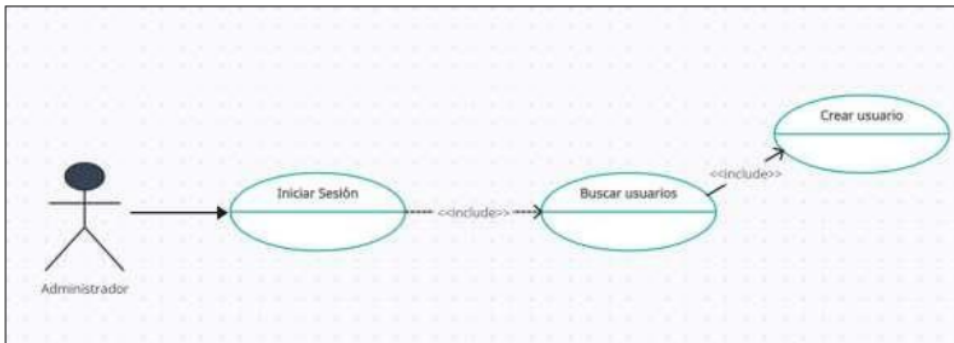 Crear usuario
<<include>>
Iniciar Sesión
<<include>>
Buscar usuarios
Administrador